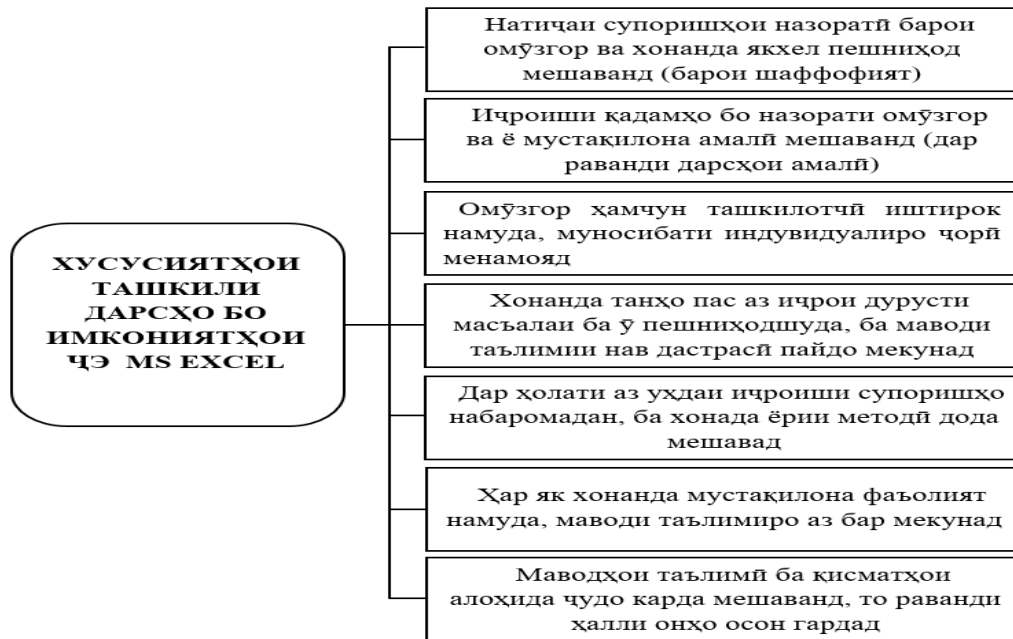 ХУСУСИЯТҲОИ
ТАШКИЛИ
ДАРСҲО БО
ИМКОНИЯТҲОИ
ҶЭ MS EXCEL
Натиҷаи супоришҳои назоратӣ барои
омӯзгор ва хонанда якхел пешниҳод
мешаванд (барои шаффофият)
Иҷроиши қадамҳо бо назорати омӯзгор
ва ё мустақилона амалӣ мешаванд (дар
раванди дарсҳои амалӣ)
Омӯзгор ҳамчун ташкилотчӣ иштирок
намуда, муносибати индувидуалиро ҷорӣ
менамояд
Хонанда танҳо пас аз иҷрои дурусти
масъалаи ба ӯ пешниҳодшуда, ба маводи
таълимии нав дастрасӣ пайдо мекунад
Дар ҳолати аз уҳдаи иҷроиши супоришҳо
набаромадан, ба хонада ёрии методӣ дода
мешавад
Ҳар як хонанда мустақилона фаъолият
намуда, маводи таълимиро аз бар мекунад
Маводҳои таълимӣ ба қисматҳои
алоҳида ҷудо карда мешаванд, то раванди
ҳалли онҳо осон гардад